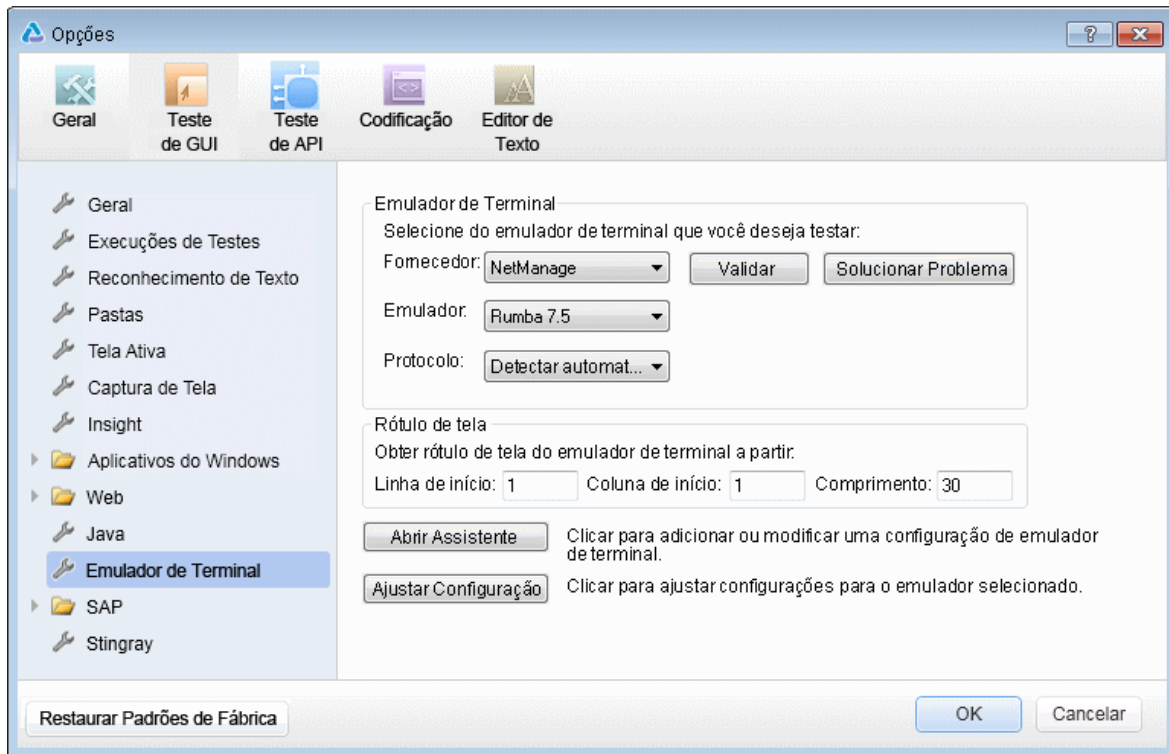 Opções
Geral
Teste
de GUI
Teste
de API
Codificação
Editor de
Texto
Geral
Execuções de Testes
Reconhecimento de Texto
Pastas
Tela Ativa
Captura de Tela
Insight
Aplicativos do Windows
Web
Java
Emulador de Terminal
SAP
Stingray
Emulador de Terminal
Selecione do emulador de terminal que você deseja testar:
Fornecedor: NetManage Validar Solucionar Problema
Emulador: Rumba 7.5
Protocolo: Detectar automat...
Rótulo de tela
Obter rótulo de tela do emulador de terminal a partir:
Linha de início: 1 Coluna de início: 1 Comprimento: 30
Abrir Assistente Clicar para adicionar ou modificar uma configuração de emulador
de terminal.
Ajustar Configuração Clicar para ajustar configurações para o emulador selecionado.
Restaurar Padrões de Fábrica OK Cancelar